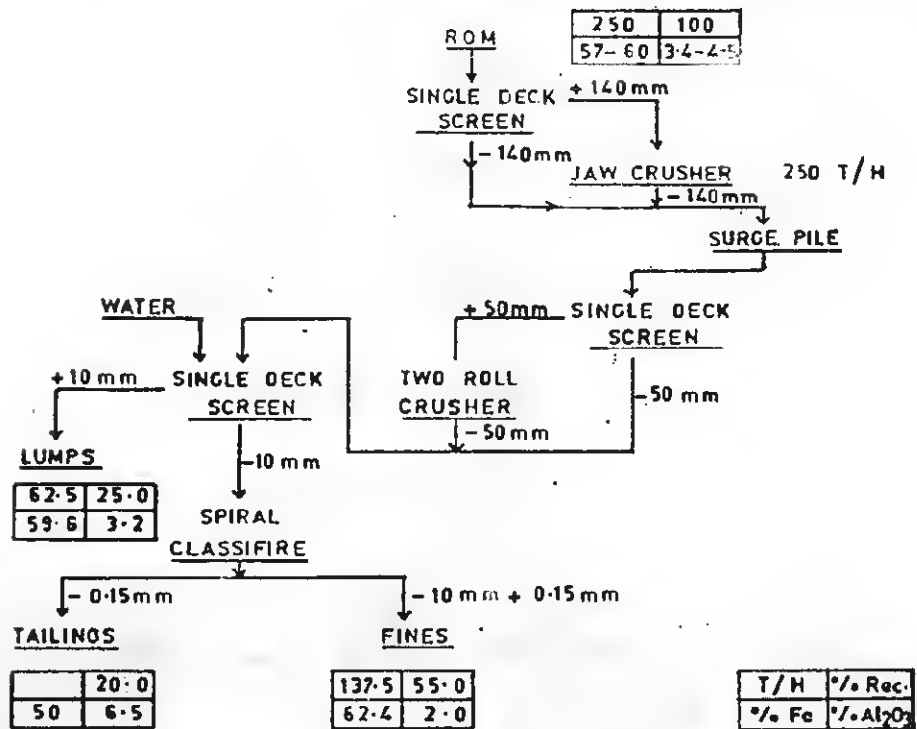 ROM
250 100
57-60 3·4-4·5
+140mm
SINGLE DECK
SCREEN
-140mm
JAW CRUSHER 250 T/H
-140mm
SURGE PILE
WATER
+50mm
SINGLE DECK
SCREEN
+10 mm
SINGLE DECK
SCREEN
TWO ROLL
CRUSHER
-50 mm
-50 mm
LUMPS
-10 mm
62·5 25·0
59·6 3·2
SPIRAL
CLASSIFIRE
-0·15mm
-10 mm + 0·15mm
TAILINGS
FINES
20·0
50 6·5
137·5 55·0
62·4 2·0
T/H % Rec.
% Fe % Al2O3